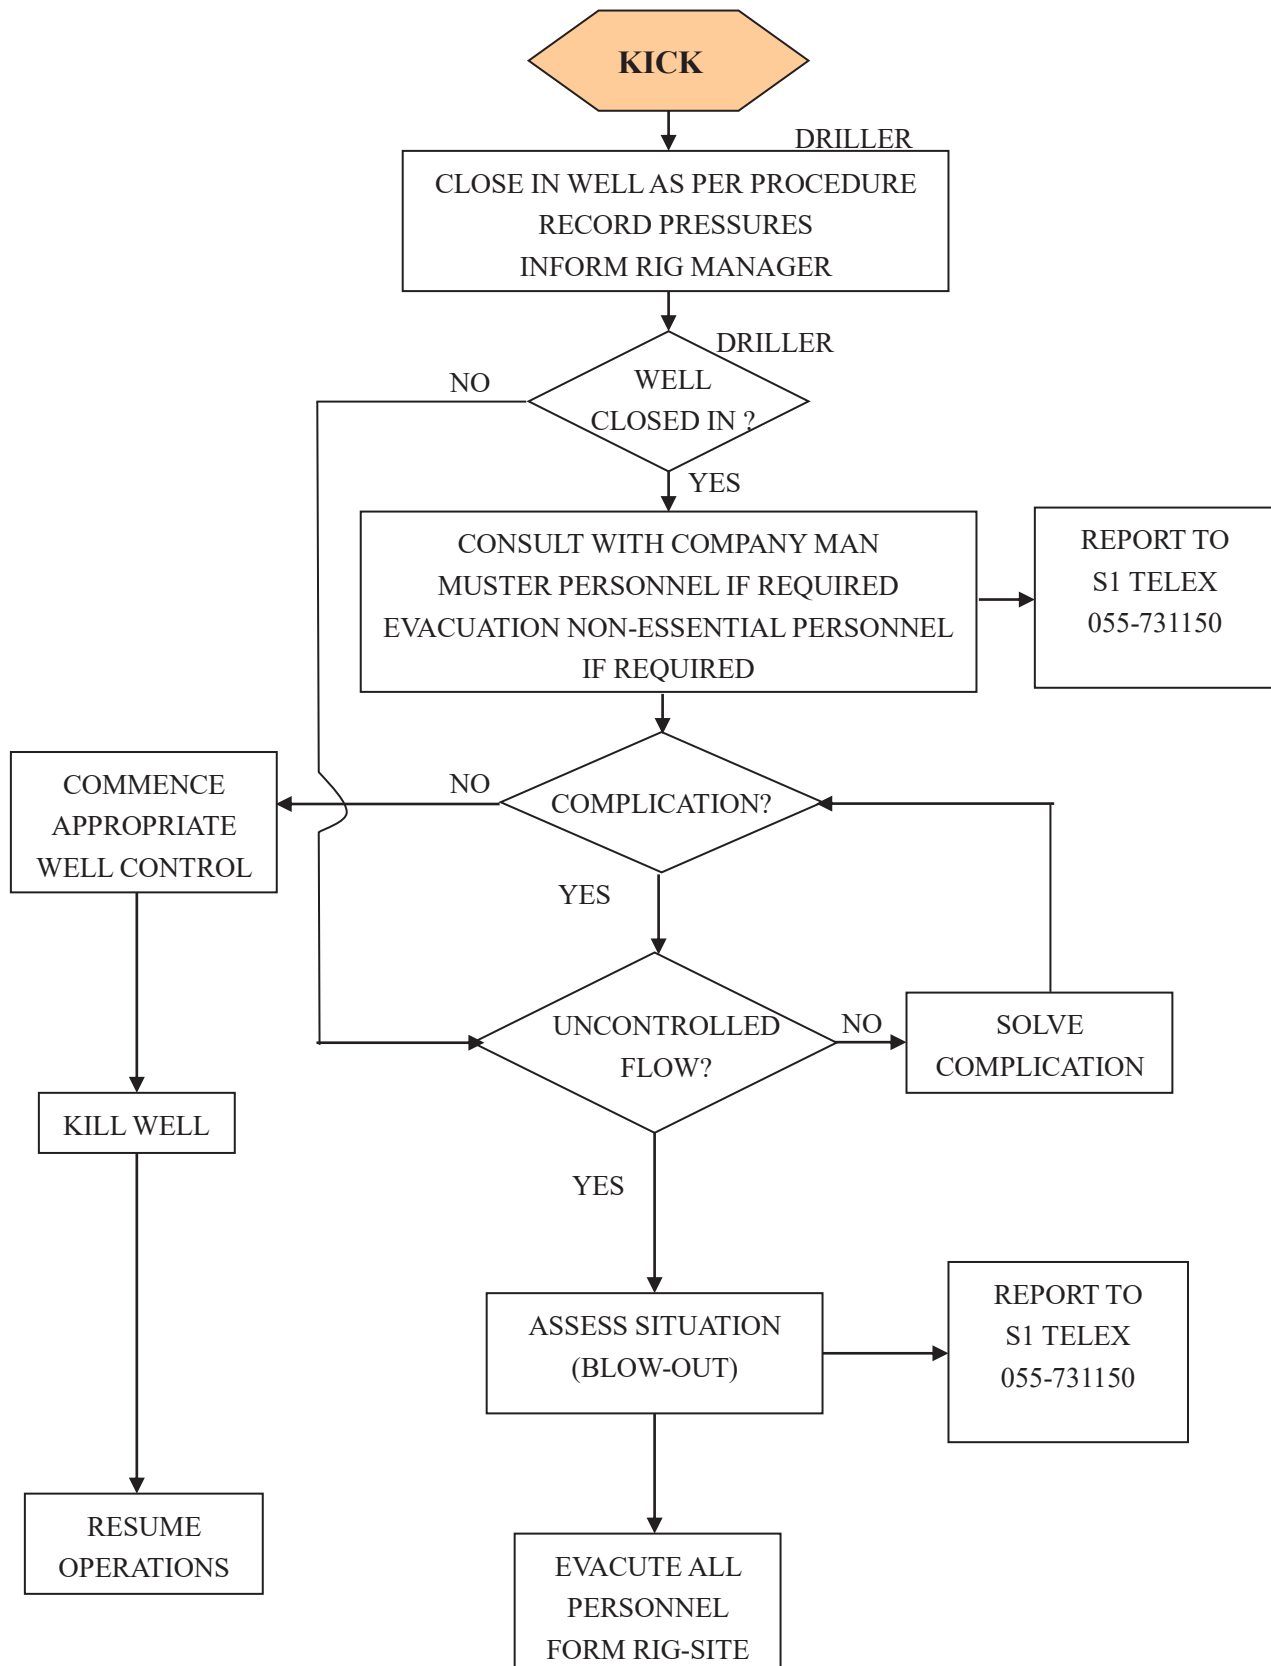 KICK
DRILLER
CLOSE IN WELL AS PER PROCEDURE
RECORD PRESSURES
INFORM RIG MANAGER
DRILLER
NO
WELL
CLOSED IN ?
YES
CONSULT WITH COMPANY MAN
MUSTER PERSONNEL IF REQUIRED
EVACUATION NON-ESSENTIAL PERSONNEL
IF REQUIRED
REPORT TO
S1 TELEX
055-731150
COMMENCE
APPROPRIATE
WELL CONTROL
NO
COMPLICATION?
YES
UNCONTROLLED
FLOW?
NO
SOLVE
COMPLICATION
KILL WELL
YES
ASSESS SITUATION
(BLOW-OUT)
REPORT TO
S1 TELEX
055-731150
RESUME
OPERATIONS
EVACUTE ALL
PERSONNEL
FORM RIG-SITE